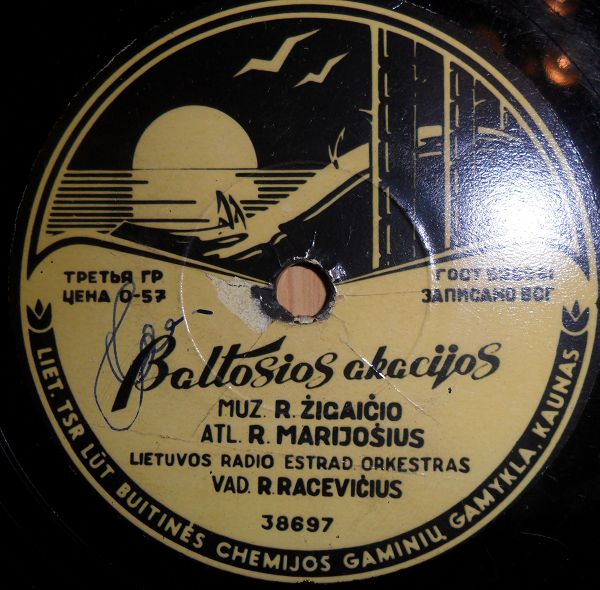 ТРЕТЬЯ ГР
ЦЕНА 0-57
ГОСТ
ЗАПИСАНО ВСГ
Baltosios akacijos
MUZ. R. ŽIGAIČIO
ATL. R. MARIJOŠIUS
LIETUVOS RADIO ESTRAD. ORKESTRAS
VAD. R. RACEVIČIUS
38697
LIET. TSR LŪT BUITINĖS CHEMIJOS GAMINIŲ GAMYKLA. KAUNAS